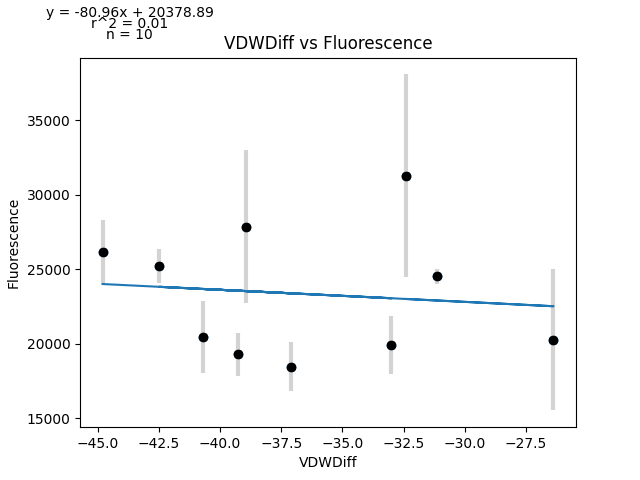 y = -80.96x + 20378.89
r^2 = 0.01
n = 10
VDWDiff vs Fluorescence
Fluorescence
35000
30000
25000
20000
15000
−45.0 −42.5 −40.0 −37.5 −35.0 −32.5 −30.0 −27.5
VDWDiff